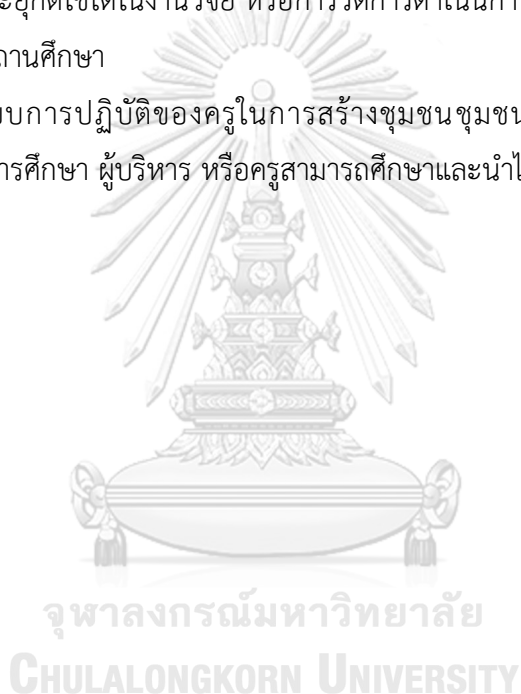 ะยุกต์ใช้ได้ในงานวิจัย หรือการวัดการดำเนินกา
ถานศึกษา
บบการปฏิบัติของครูในการสร้างชุมชนชุมชน
การศึกษา ผู้บริหาร หรือครูสามารถศึกษาและนำไ
จุฬาลงกรณ์มหาวิทยาลัย
CHULALONGKORN UNIVERSITY